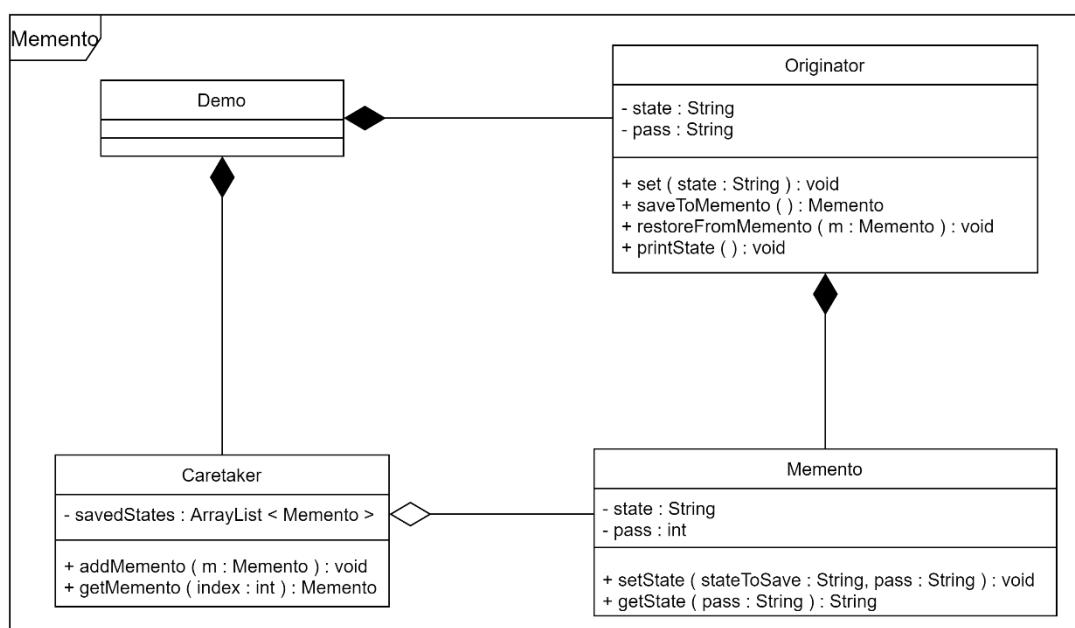 Memento
Demo
Originator
- state : String
- pass : String
+ set ( state : String ) : void
+ saveToMemento ( ) : Memento
+ restoreFromMemento ( m : Memento ) : void
+ printState ( ) : void
Caretaker
- savedStates : ArrayList < Memento >
+ addMemento ( m : Memento ) : void
+ getMemento ( index : int ) : Memento
Memento
- state : String
- pass : int
+ setState ( stateToSave : String, pass : String ) : void
+ getState ( pass : String ) : String